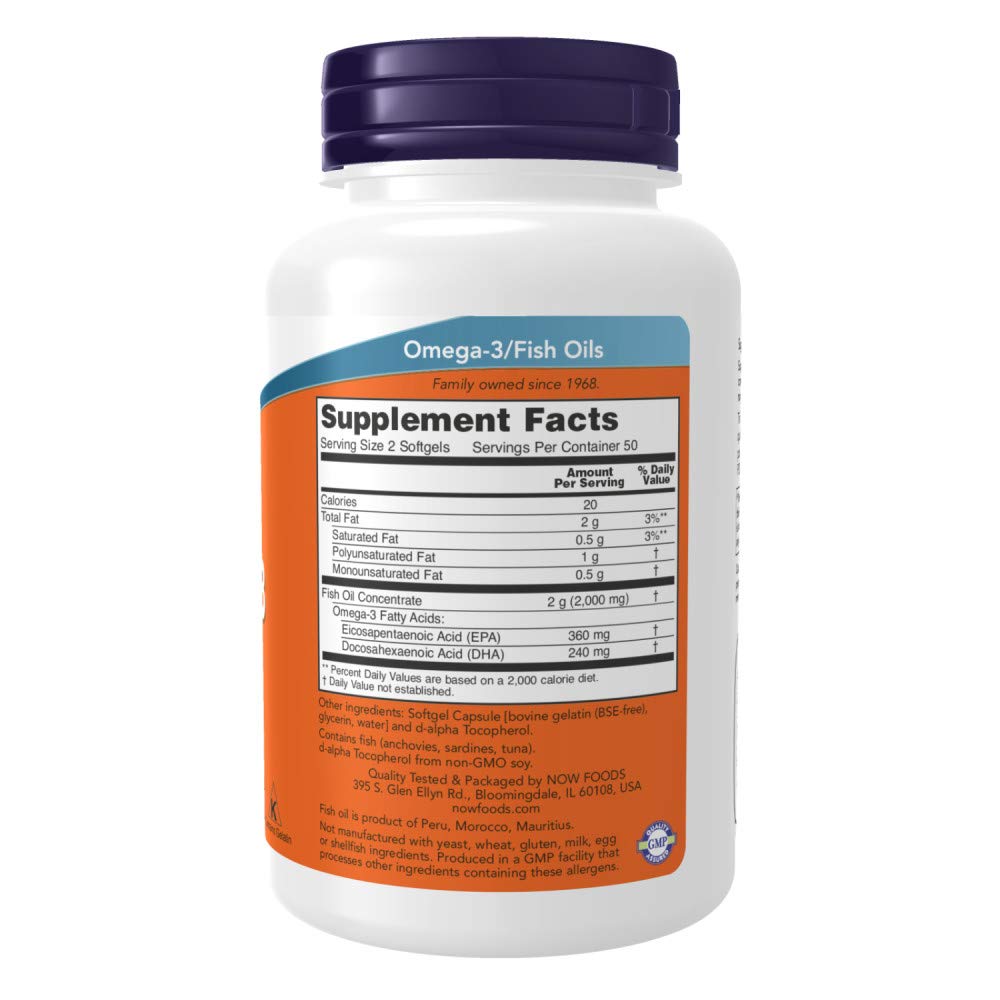 Omega-3/Fish Oils
Family owned since 1968.
Supplement Facts
Serving Size 2 Softgels Servings Per Container 50
Amount Per Serving % Daily Value
Calories 20
Total Fat 2 g 3%**
Saturated Fat 0.5 g 3%**
Polyunsaturated Fat 1 g †
Monounsaturated Fat 0.5 g †
Fish Oil Concentrate 2 g (2,000 mg) †
Omega-3 Fatty Acids:
Eicosapentaenoic Acid (EPA) 360 mg †
Docosahexaenoic Acid (DHA) 240 mg †
** Percent Daily Values are based on a 2,000 calorie diet.
† Daily Value not established.
Other ingredients: Softgel Capsule [bovine gelatin (BSE-free),
glycerin, water] and d-alpha Tocopherol.
Contains fish (anchovies, sardines, tuna).
d-alpha Tocopherol from non-GMO soy.
Quality Tested & Packaged by NOW FOODS
395 S. Glen Ellyn Rd., Bloomingdale, IL 60108, USA
nowfoods.com
Fish oil is product of Peru, Morocco, Mauritius.
Not manufactured with yeast, wheat, gluten, milk, egg
or shellfish ingredients. Produced in a GMP facility that
processes other ingredients containing these allergens.
QUALITY
GMP
ASSURED
K
Gelatin